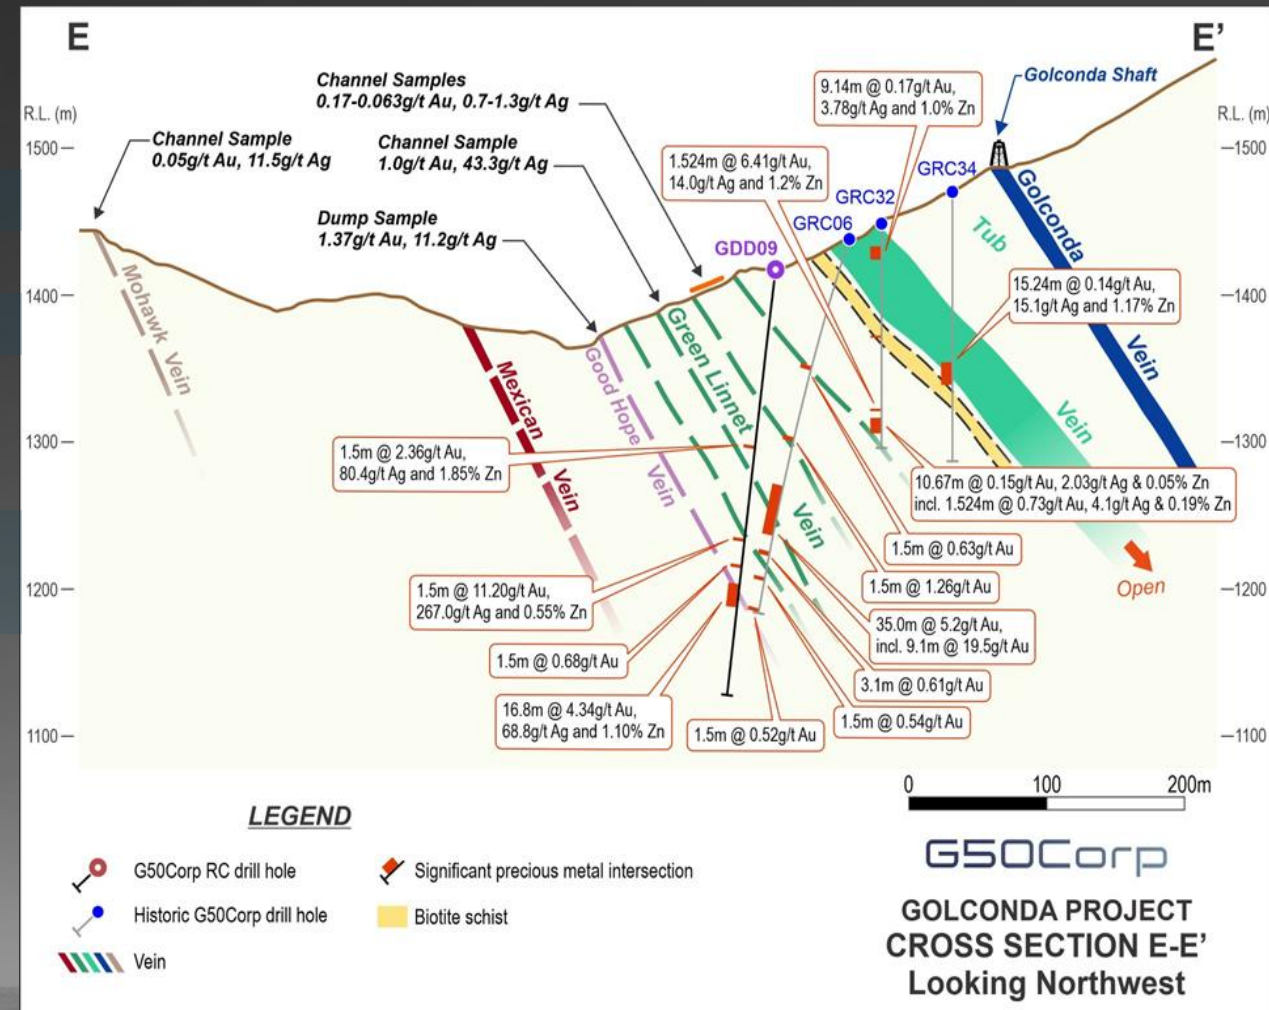 E
E'
R.L. (m)
R.L. (m)
1500
1400
1300
1200
1100
1500
1400
1300
1200
1100
Channel Samples
0.17-0.063g/t Au, 0.7-1.3g/t Ag
Channel Sample
0.05g/t Au, 11.5g/t Ag
Channel Sample
1.0g/t Au, 43.3g/t Ag
Dump Sample
1.37g/t Au, 11.2g/t Ag
9.14m @ 0.17g/t Au,
3.78g/t Ag and 1.0% Zn
Golconda Shaft
1.524m @ 6.41g/t Au,
14.0g/t Ag and 1.2% Zn
GRC34
GRC32
GRC06
GDD09
Golconda
Vein
Tub
Vein
15.24m @ 0.14g/t Au,
15.1g/t Ag and 1.17% Zn
Mohawk Vein
Mexican
Vein
Good Hope
Vein
Green Linnet
Vein
1.5m @ 2.36g/t Au,
80.4g/t Ag and 1.85% Zn
10.67m @ 0.15g/t Au, 2.03g/t Ag & 0.05% Zn
incl. 1.524m @ 0.73g/t Au, 4.1g/t Ag & 0.19% Zn
1.5m @ 0.63g/t Au
1.5m @ 1.26g/t Au
Open
1.5m @ 11.20g/t Au,
267.0g/t Ag and 0.55% Zn
35.0m @ 5.2g/t Au,
incl. 9.1m @ 19.5g/t Au
1.5m @ 0.68g/t Au
3.1m @ 0.61g/t Au
16.8m @ 4.34g/t Au,
68.8g/t Ag and 1.10% Zn
1.5m @ 0.52g/t Au
1.5m @ 0.54g/t Au
0 100 200m
LEGEND
G50Corp RC drill hole
Historic G50Corp drill hole
Vein
Significant precious metal intersection
Biotite schist
G50Corp
GOLCONDA PROJECT
CROSS SECTION E-E'
Looking Northwest